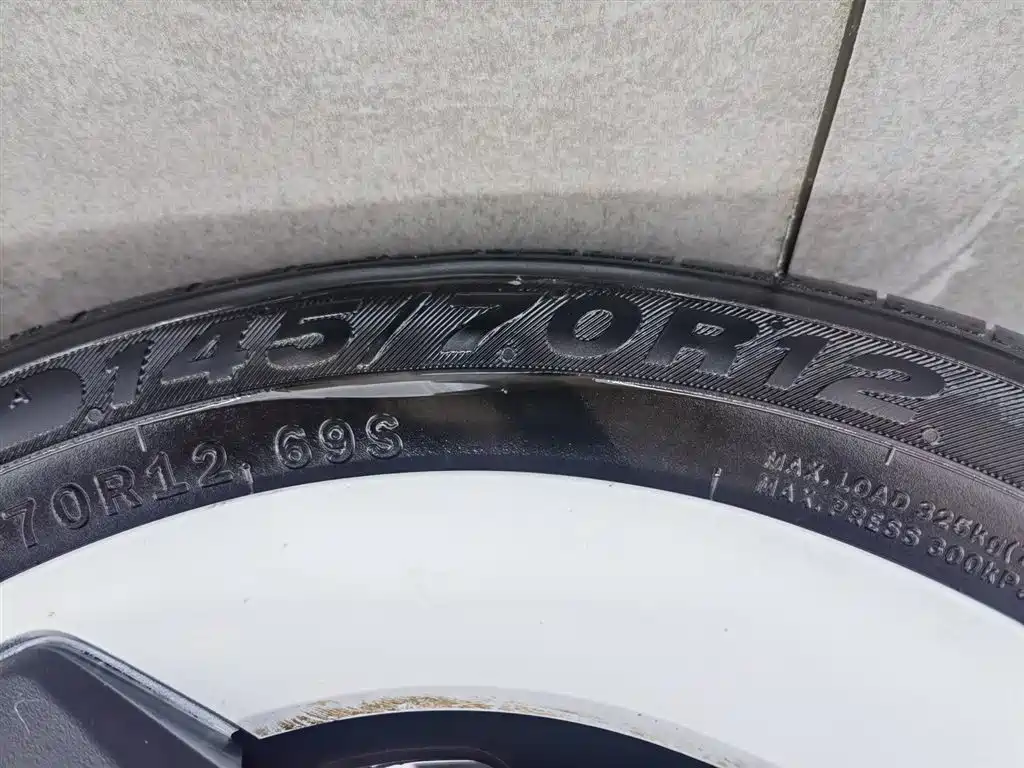 145/70R12
70R12 69S
MAX. LOAD 325kg(
MAX. PRESS 300KP